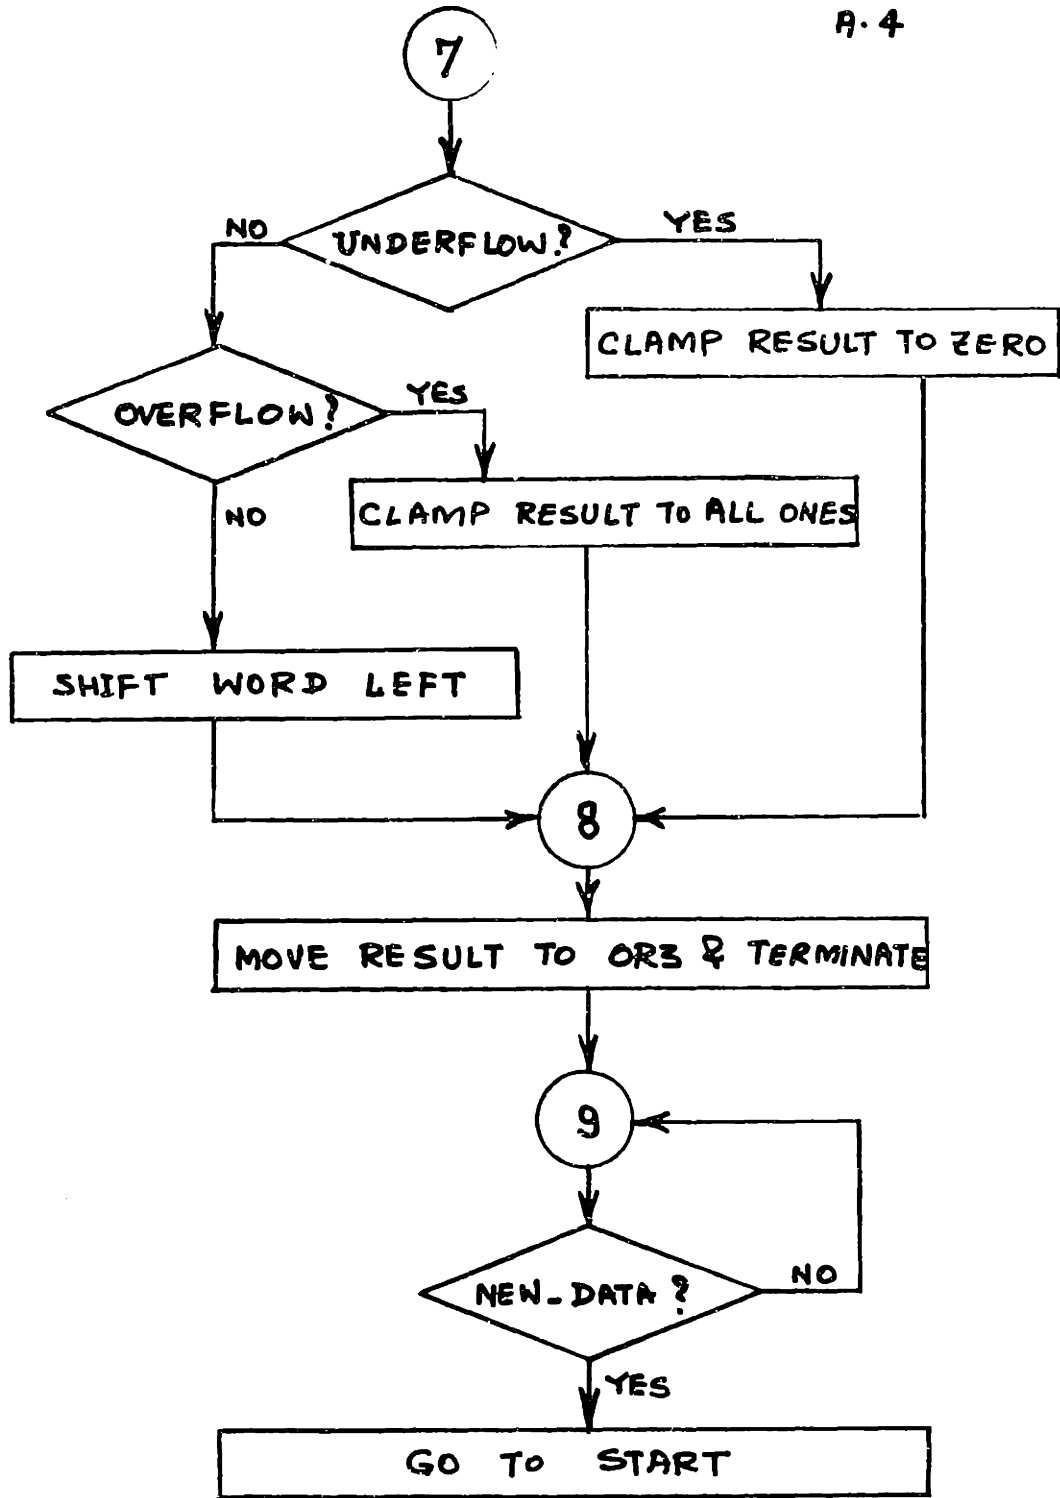 A.4
7
UNDERFLOW?
NO
YES
CLAMP RESULT TO ZERO
OVERFLOW?
YES
NO
CLAMP RESULT TO ALL ONES
SHIFT WORD LEFT
8
MOVE RESULT TO OR3 & TERMINATE
9
NEW_DATA?
NO
YES
GO TO START